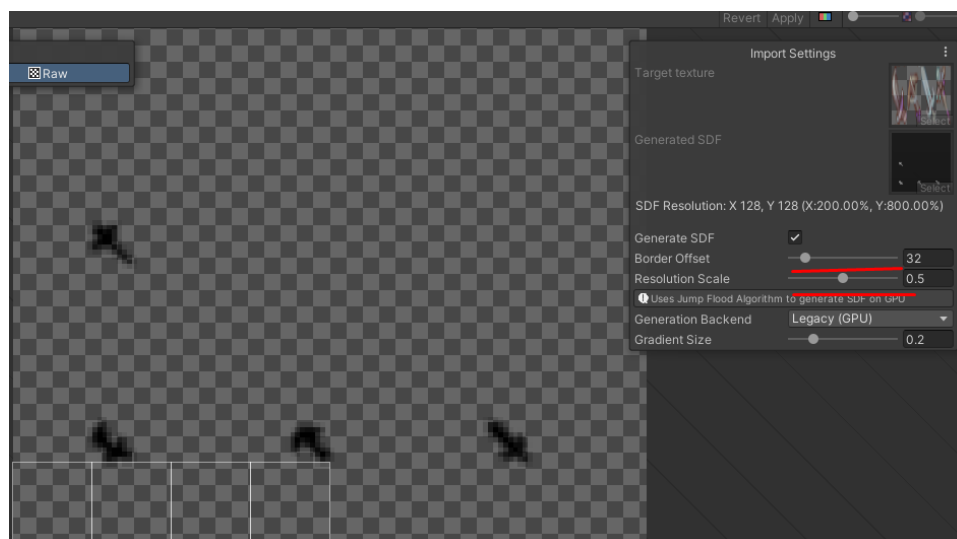 Revert Apply
Raw
Import Settings
Target texture
Select
Generated SDF
Select
SDF Resolution: X 128, Y 128 (X:200.00%, Y:800.00%)
Generate SDF
Border Offset 32
Resolution Scale 0.5
Uses Jump Flood Algorithm to generate SDF on GPU
Generation Backend Legacy (GPU)
Gradient Size 0.2